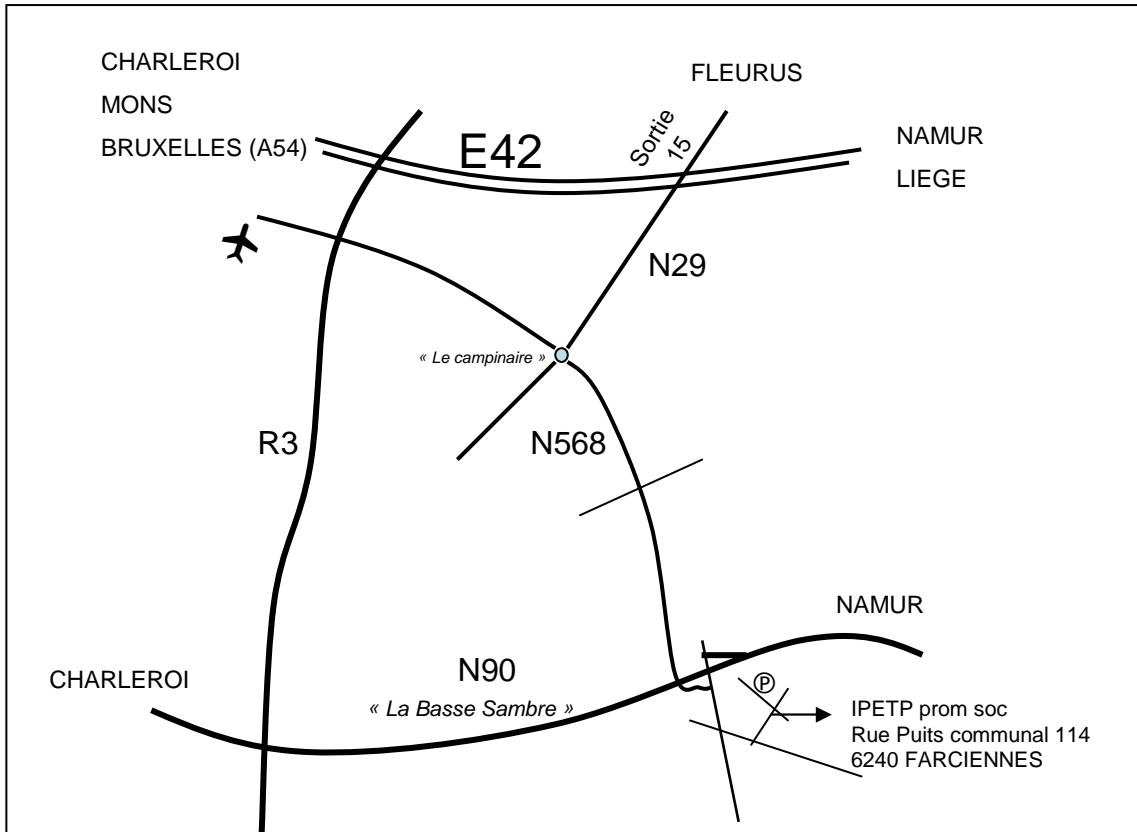 CHARLEROI
MONS
BRUXELLES (A54)
FLEURUS
Sortie
15
E42
NAMUR
LIEGE
N29
« Le campinaire »
R3
N568
NAMUR
CHARLEROI
N90
« La Basse Sambre »
P
IPETP prom soc
Rue Puits communal 114
6240 FARCIENNES